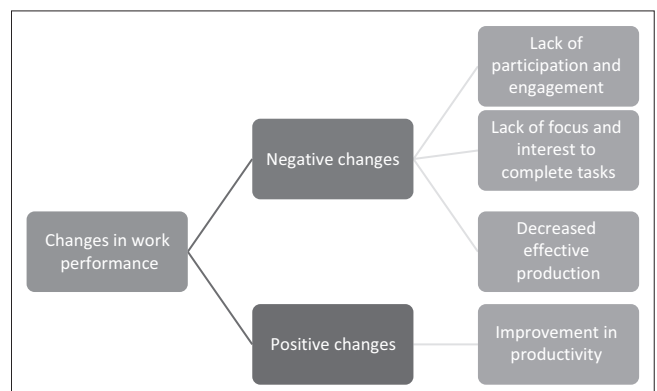 Lack of
participation and
engagement
Lack of focus and
interest to
complete tasks
Negative changes
Decreased
effective
production
Changes in work
performance
Positive changes
Improvement in
productivity